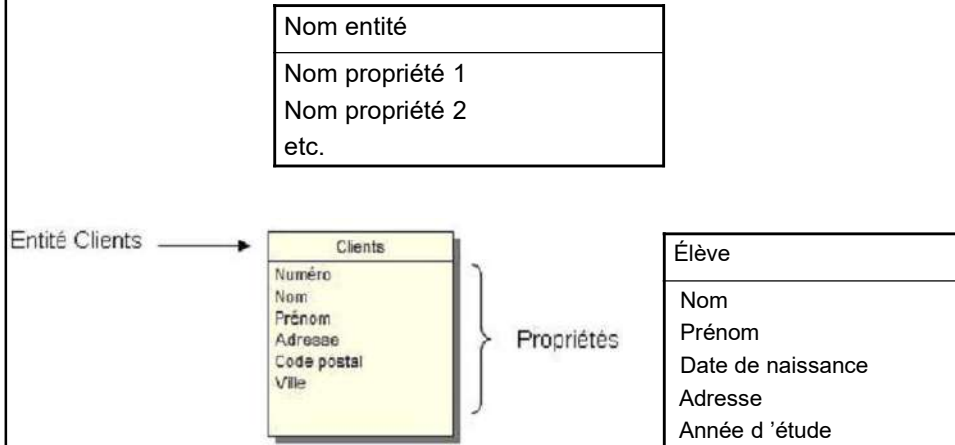 Nom entité
Nom propriété 1
Nom propriété 2
etc.
Entité Clients
Clients
Numéro
Nom
Prénom
Adresse
Code postal
Ville
Propriétés
Élève
Nom
Prénom
Date de naissance
Adresse
Année d ’étude